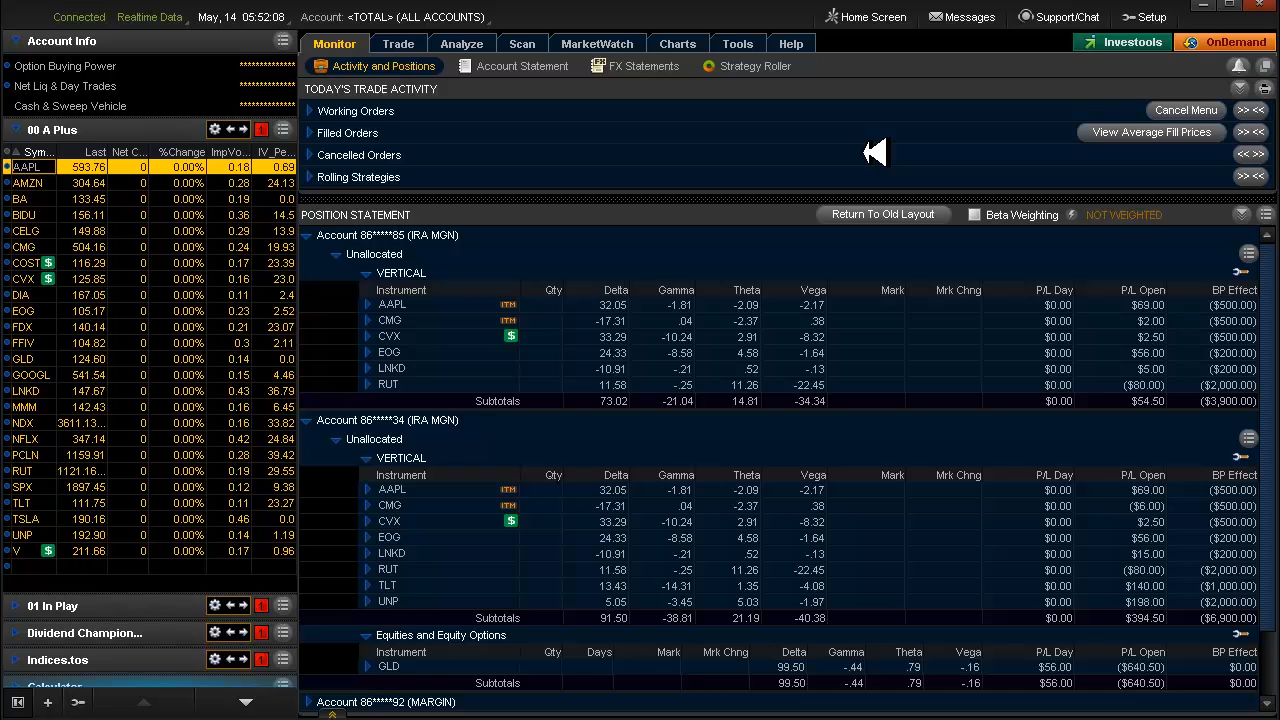 Connected Realtime Data May, 14 05:52:08 Account: <TOTAL> (ALL ACCOUNTS) Home Screen Messages Support/Chat Setup
Account Info
Option Buying Power *************
Net Liq & Day Trades *************
Cash & Sweep Vehicle *************
00 A Plus 1
Sym... Last Net C... %Change ImpVo... IV_Pe...
AAPL 593.76 0 0.00% 0.18 0.69
AMZN 304.64 0 0.00% 0.28 24.13
BA 133.45 0 0.00% 0.19 0.0
BIDU 156.11 0 0.00% 0.36 14.5
CELG 149.88 0 0.00% 0.29 13.9
CMG 504.16 0 0.00% 0.24 19.93
COST $ 116.29 0 0.00% 0.17 23.39
CVX $ 125.85 0 0.00% 0.16 23.0
DIA 167.05 0 0.00% 0.11 2.4
EOG 105.17 0 0.00% 0.23 2.52
FDX 140.14 0 0.00% 0.21 23.07
FFIV 104.82 0 0.00% 0.3 2.11
GLD 124.60 0 0.00% 0.14 0.0
GOOGL 541.54 0 0.00% 0.15 4.46
LNKD 147.67 0 0.00% 0.43 36.79
MMM 142.43 0 0.00% 0.16 6.45
NDX 3611.13... 0 0.00% 0.16 33.82
NFLX 347.14 0 0.00% 0.42 24.84
PCLN 1159.91 0 0.00% 0.28 39.42
RUT 1121.16... 0 0.00% 0.19 29.55
SPX 1897.45 0 0.00% 0.12 9.38
TLT 111.75 0 0.00% 0.11 23.27
TSLA 190.16 0 0.00% 0.46 0.0
UNP 192.90 0 0.00% 0.14 1.19
V $ 211.66 0 0.00% 0.17 0.96
01 In Play 1
Dividend Champion... 1
Indices.tos 1
Calculator
Monitor Trade Analyze Scan MarketWatch Charts Tools Help Investools OnDemand
Activity and Positions Account Statement FX Statements Strategy Roller
TODAY'S TRADE ACTIVITY
Working Orders Cancel Menu >> <<
Filled Orders View Average Fill Prices >> <<
Cancelled Orders << >>
Rolling Strategies >> <<
POSITION STATEMENT Return To Old Layout Beta Weighting NOT WEIGHTED
Account 86*****85 (IRA MGN)
Unallocated
VERTICAL
Instrument Qty Delta Gamma Theta Vega Mark Mrk Chng P/L Day P/L Open BP Effect
AAPL ITM 32.05 -1.81 -2.09 -2.17 $0.00 $69.00 ($500.00)
CMG ITM -17.31 .04 -2.37 .38 $0.00 $2.00 ($500.00)
CVX $ 33.29 -10.24 2.91 -8.32 $0.00 $2.50 ($500.00)
EOG 24.33 -8.58 4.58 -1.64 $0.00 $56.00 ($200.00)
LNKD -10.91 -.21 .52 -.13 $0.00 $5.00 ($200.00)
RUT 11.58 -.25 11.26 -22.45 $0.00 ($80.00) ($2,000.00)
Subtotals 73.02 -21.04 14.81 -34.34 $0.00 $54.50 ($3,900.00)
Account 86*****34 (IRA MGN)
Unallocated
VERTICAL
Instrument Qty Delta Gamma Theta Vega Mark Mrk Chng P/L Day P/L Open BP Effect
AAPL ITM 32.05 -1.81 -2.09 -2.17 $0.00 $69.00 ($500.00)
CMG ITM -17.31 .04 -2.37 .38 $0.00 ($6.00) ($500.00)
CVX $ 33.29 -10.24 2.91 -8.32 $0.00 $2.50 ($500.00)
EOG 24.33 -8.58 4.58 -1.64 $0.00 $56.00 ($200.00)
LNKD -10.91 -.21 .52 -.13 $0.00 $15.00 ($200.00)
RUT 11.58 -.25 11.26 -22.45 $0.00 ($80.00) ($2,000.00)
TLT 13.43 -14.31 1.35 -4.08 $0.00 $140.00 ($1,000.00)
UNP 5.05 -3.45 5.03 -1.97 $0.00 $198.00 ($2,000.00)
Subtotals 91.50 -38.81 21.19 -40.38 $0.00 $394.50 ($6,900.00)
Equities and Equity Options
Instrument Days Mark Mrk Chng Delta Gamma Theta Vega P/L Day P/L Open BP Effect
GLD 99.50 -.44 .79 -.16 $56.00 ($640.50) $0.00
Subtotals 99.50 -.44 .79 -.16 $56.00 ($640.50) $0.00
Account 86*****92 (MARGIN)